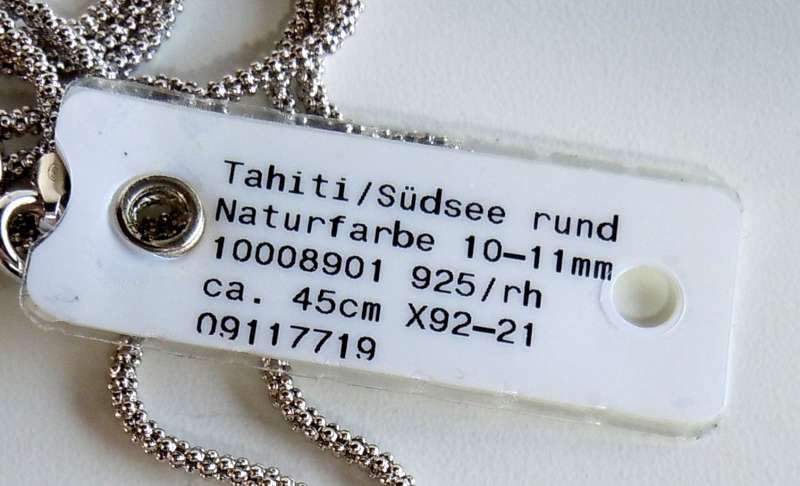 Tahiti/Südsee rund
Naturfarbe 10-11mm
10008901 925/rh
ca. 45cm X92-21
09117719